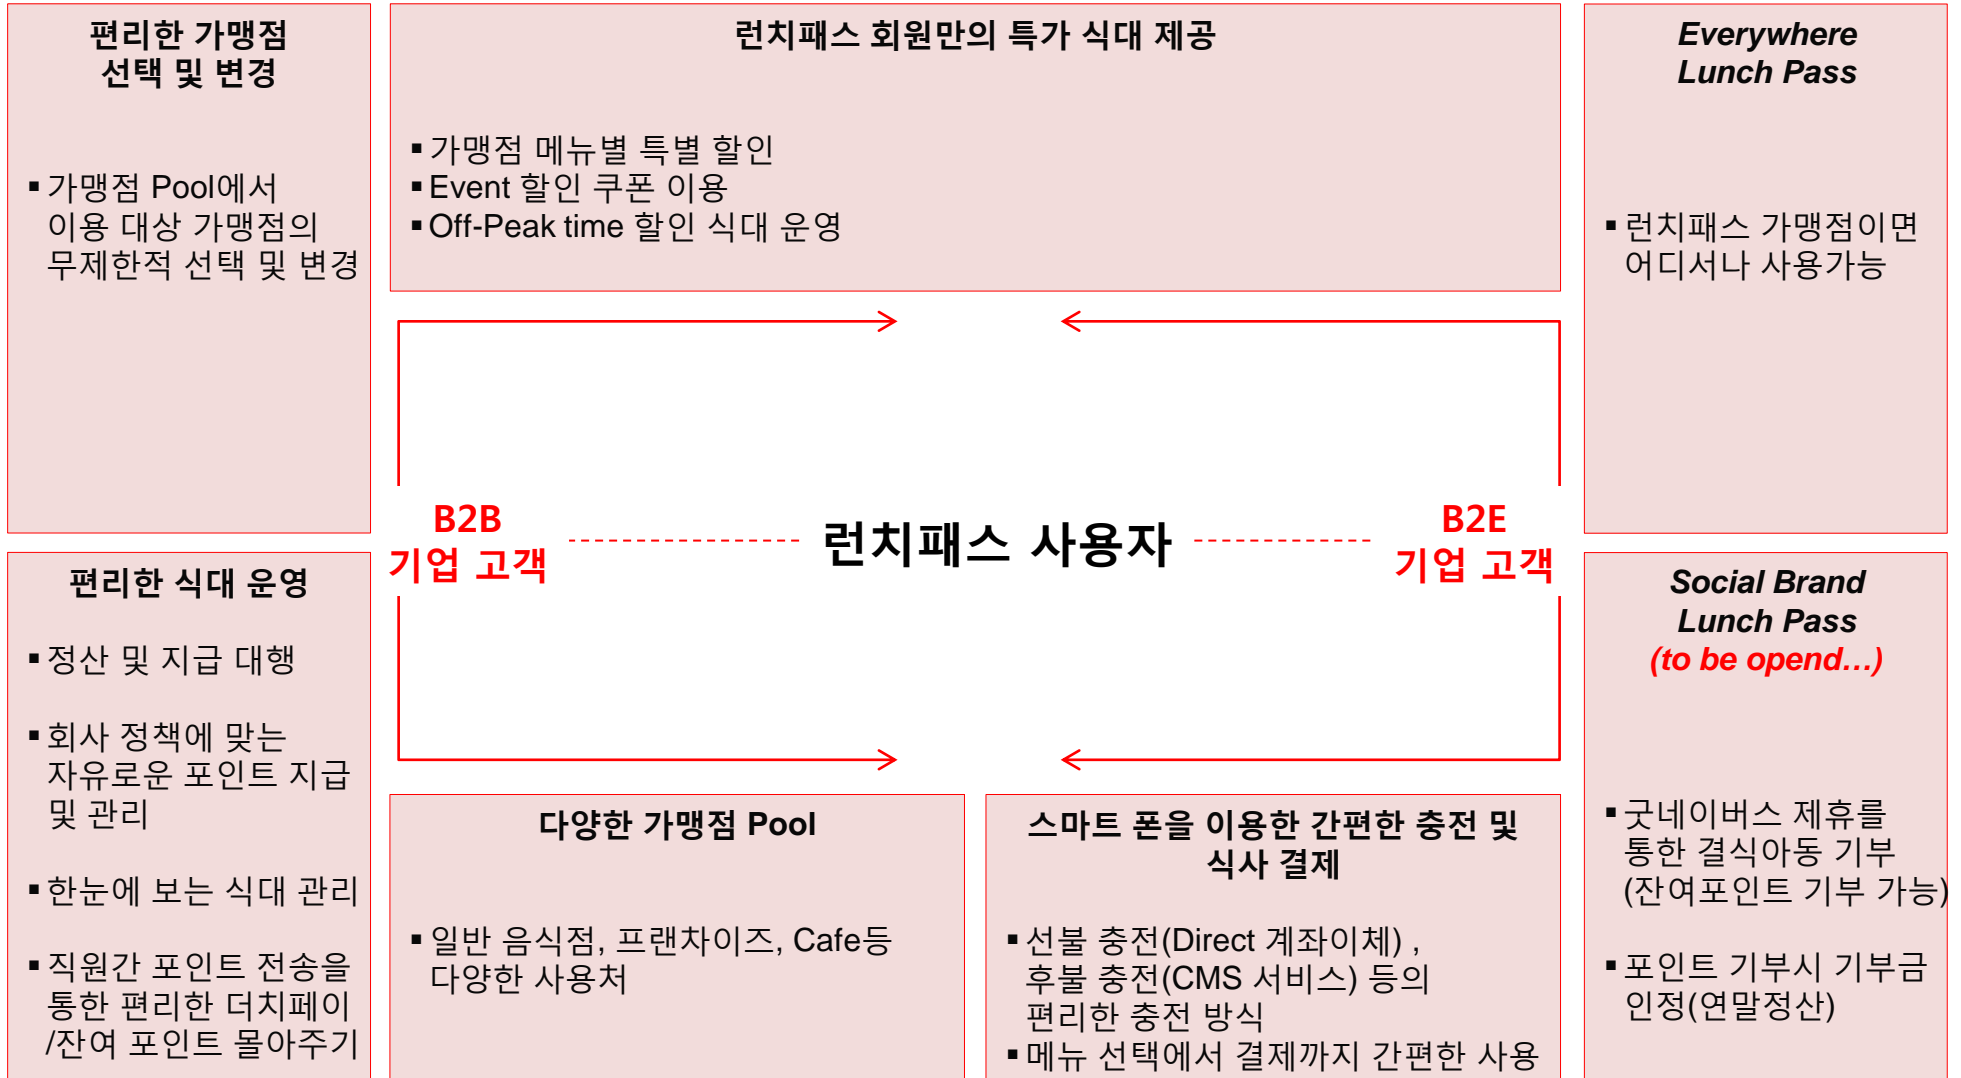 편리한 가맹점
선택 및 변경
▪가맹점 Pool에서
이용 대상 가맹점의
무제한적 선택 및 변경
런치패스 회원만의 특가 식대 제공
▪가맹점 메뉴별 특별 할인
▪Event 할인 쿠폰 이용
▪Off-Peak time 할인 식대 운영
Everywhere
Lunch Pass
▪런치패스 가맹점이면
어디서나 사용가능
B2B
기업 고객
런치패스 사용자
B2E
기업 고객
편리한 식대 운영
▪정산 및 지급 대행
▪회사 정책에 맞는
자유로운 포인트 지급
및 관리
▪한눈에 보는 식대 관리
▪직원간 포인트 전송을
통한 편리한 더치페이
/잔여 포인트 몰아주기
다양한 가맹점 Pool
▪일반 음식점, 프랜차이즈, Cafe등
다양한 사용처
스마트 폰을 이용한 간편한 충전 및
식사 결제
▪선불 충전(Direct 계좌이체) ,
후불 충전(CMS 서비스) 등의
편리한 충전 방식
▪메뉴 선택에서 결제까지 간편한 사용
Social Brand
Lunch Pass
(to be opend…)
▪굿네이버스 제휴를
통한 결식아동 기부
(잔여포인트 기부 가능)
▪포인트 기부시 기부금
인정(연말정산)